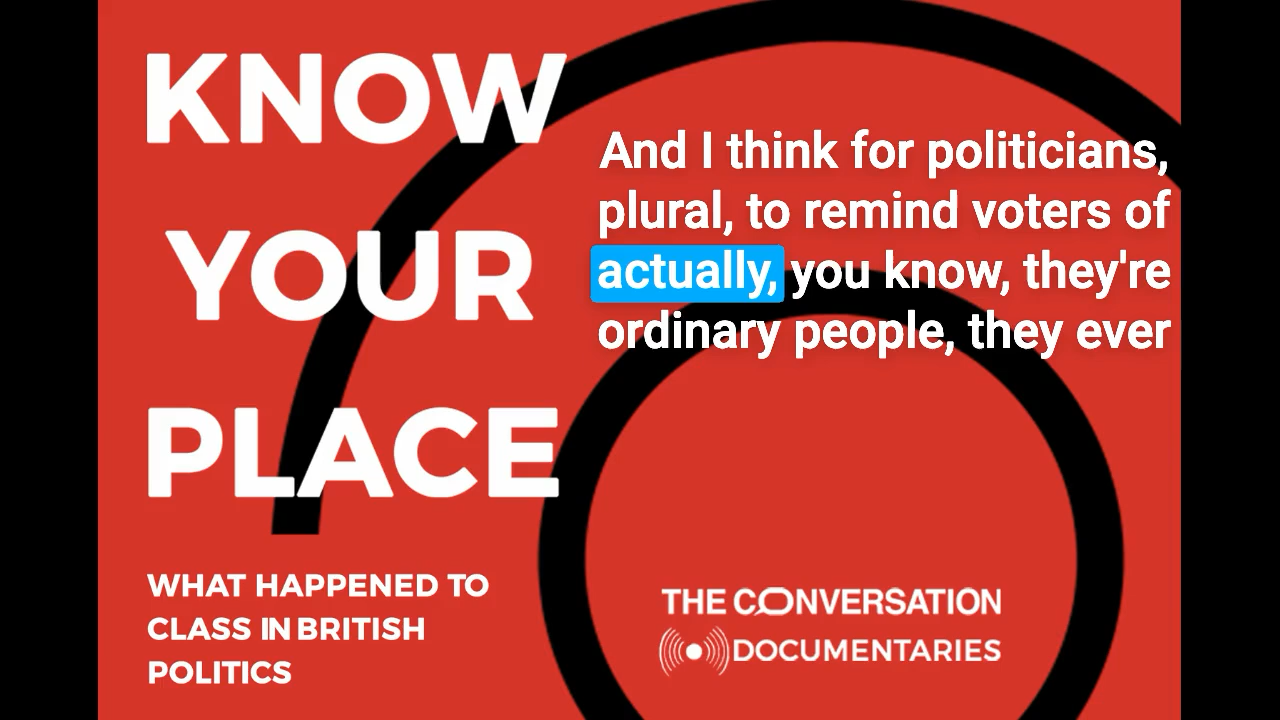 KNOW
YOUR
PLACE
WHAT HAPPENED TO
CLASS IN BRITISH
POLITICS
And I think for politicians,
plural, to remind voters of
actually, you know, they're
ordinary people, they ever
THE CONVERSATION
DOCUMENTARIES